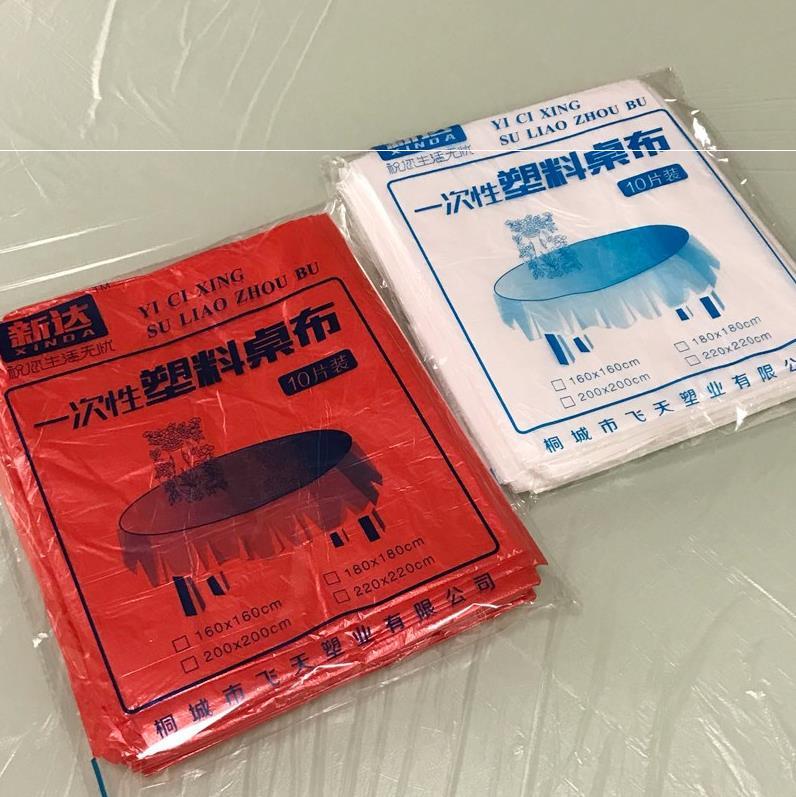 新达
XINDA
祝您生活无忧
YI CI XING
SU LIAO ZHOU BU
一次性塑料桌布
10片装
160x160cm
180x180cm
200x200cm
220x220cm
桐城市飞天塑业有限公司
新达
XINDA
祝您生活无忧
YI CI XING
SU LIAO ZHOU BU
一次性塑料桌布
10片装
160x160cm
180x180cm
200x200cm
220x220cm
桐城市飞天塑业有限公